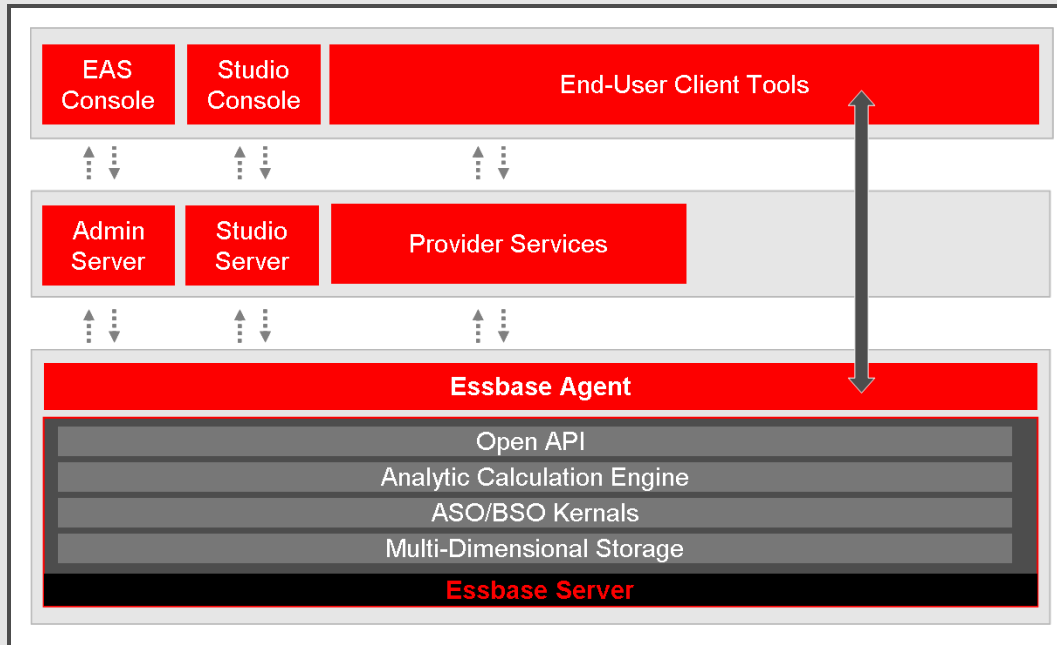 EAS
Console
Studio
Console
End-User Client Tools
Admin
Server
Studio
Server
Provider Services
Essbase Agent
Open API
Analytic Calculation Engine
ASO/BSO Kernals
Multi-Dimensional Storage
Essbase Server